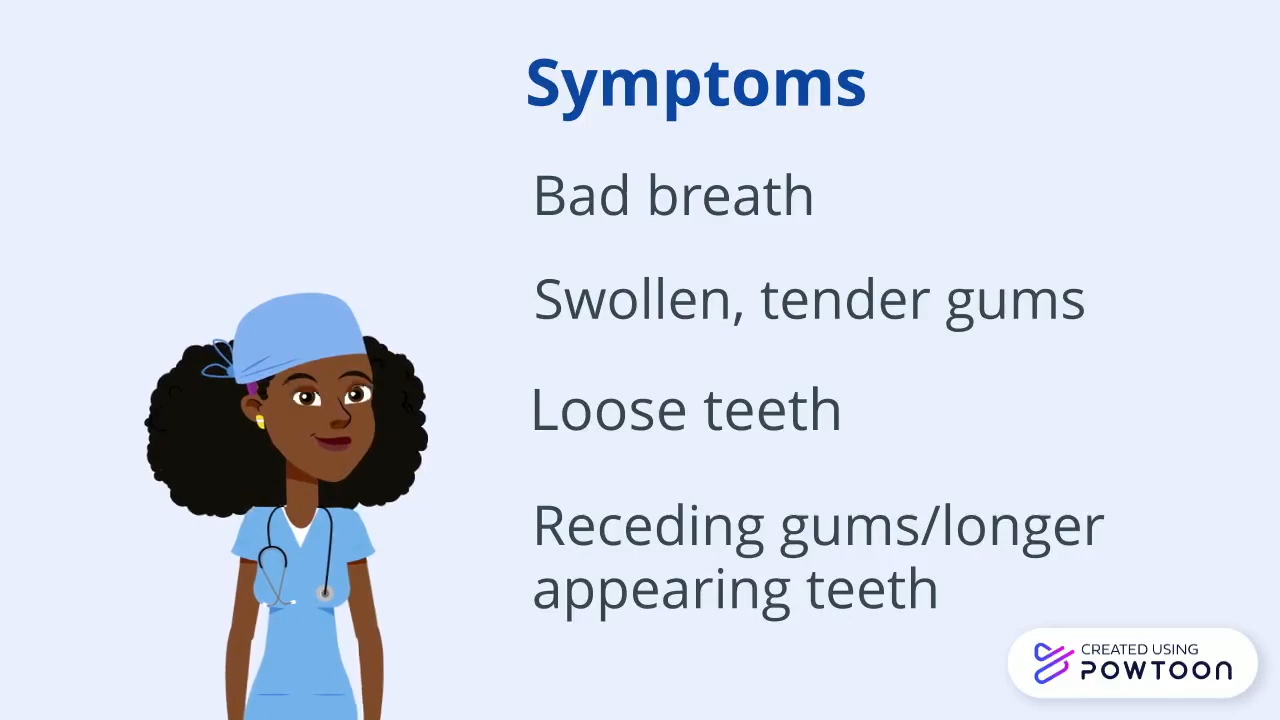 Symptoms
Bad breath
Swollen, tender gums
Loose teeth
Receding gums/longer
appearing teeth
CREATED USING
POWTOON